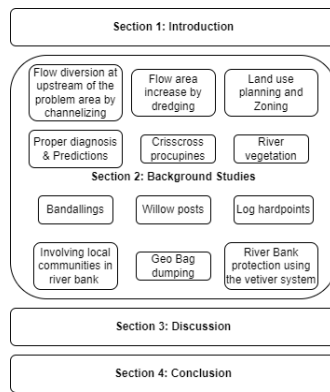 Section 1: Introduction
Flow diversion at
upstream of the
problem area by
channelizing
Flow area
increase by
dredging
Land use
planning and
Zoning
Proper diagnosis
& Predictions
Crisscross
procupines
River
vegetation
Section 2: Background Studies
Bandallings
Willow posts
Log hardpoints
Involving local
communities in
river bank
Geo Bag
dumping
River Bank
protection using
the vetiver system
Section 3: Discussion
Section 4: Conclusion